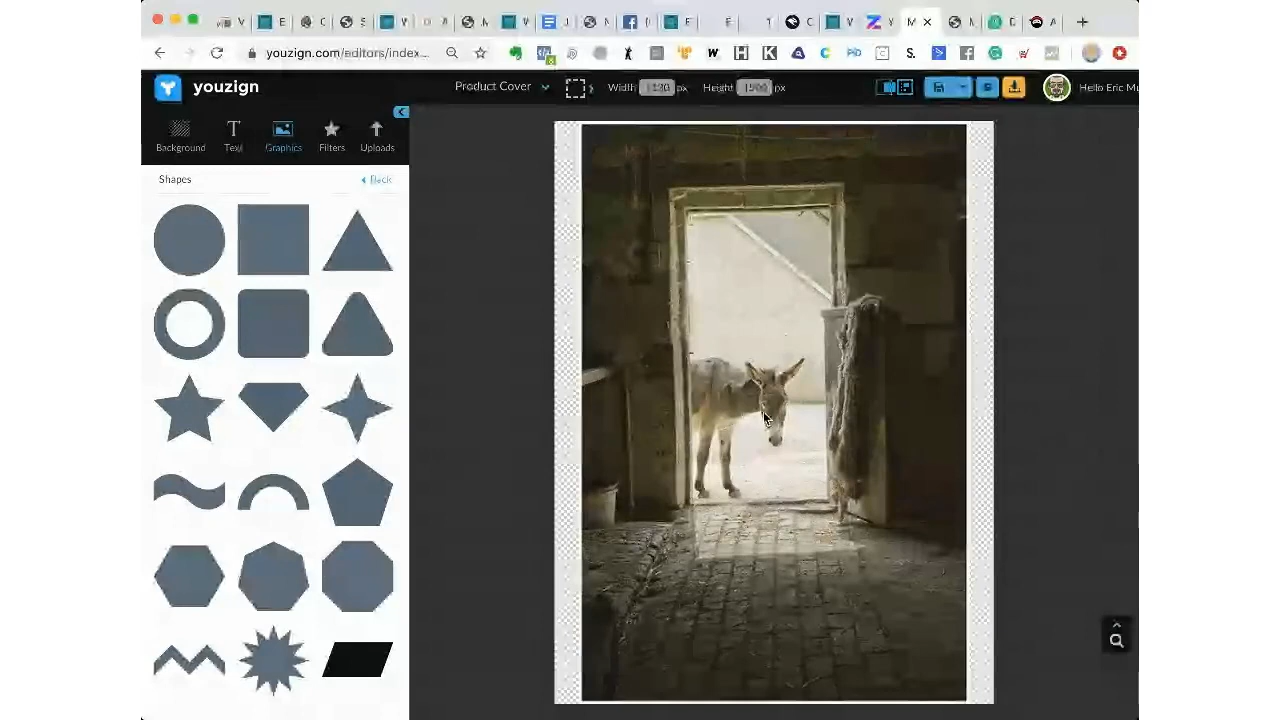 youzign.com/editors/index...
youzign
Product Cover
Width
px
Height
px
Hello Eric Mu
Background
Text
Graphics
Filters
Uploads
Shapes
Back